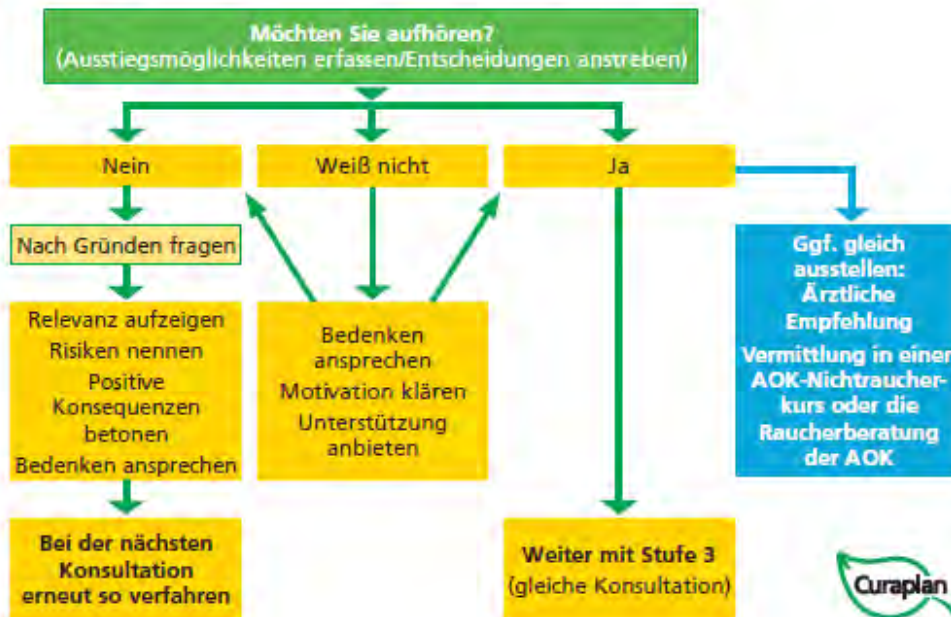 Möchten Sie aufhören?
(Ausstiegsmöglichkeiten erfassen/Entscheidungen anstreben)
Nein
Weiß nicht
Ja
Nach Gründen fragen
Relevanz aufzeigen
Risiken nennen
Positive
Konsequenzen
betonen
Bedenken ansprechen
Bedenken
ansprechen
Motivation klären
Unterstützung
anbieten
Ggf. gleich
ausstellen:
Ärztliche
Empfehlung
Vermittlung in einen
AOK-Nichtraucher-
kurs oder die
Raucherberatung
der AOK
Bei der nächsten
Konsultation
erneut so verfahren
Weiter mit Stufe 3
(gleiche Konsultation)
Curaplan